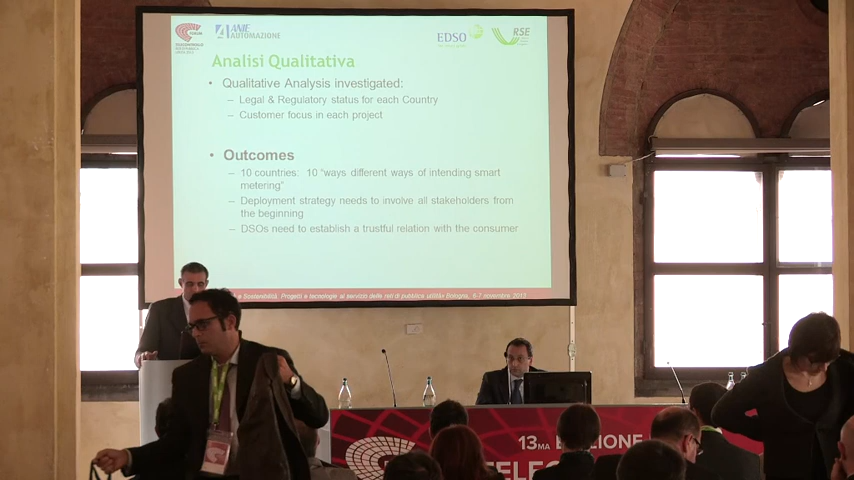 ANIE
AUTOMAZIONE
EDSO
RSE
Analisi Qualitativa
• Qualitative Analysis investigated:
– Legal & Regulatory status for each Country
– Customer focus in each project
• Outcomes
– 10 countries: 10 "ways different ways of intending smart
metering"
– Deployment strategy needs to involve all stakeholders from
the beginning
– DSOs need to establish a trustful relation with the consumer
e Sostenibilità. Progetti e tecnologie al servizio delle reti di pubblica utilità» Bologna, 6-7 novembre 2013
13MA EDIZIONE